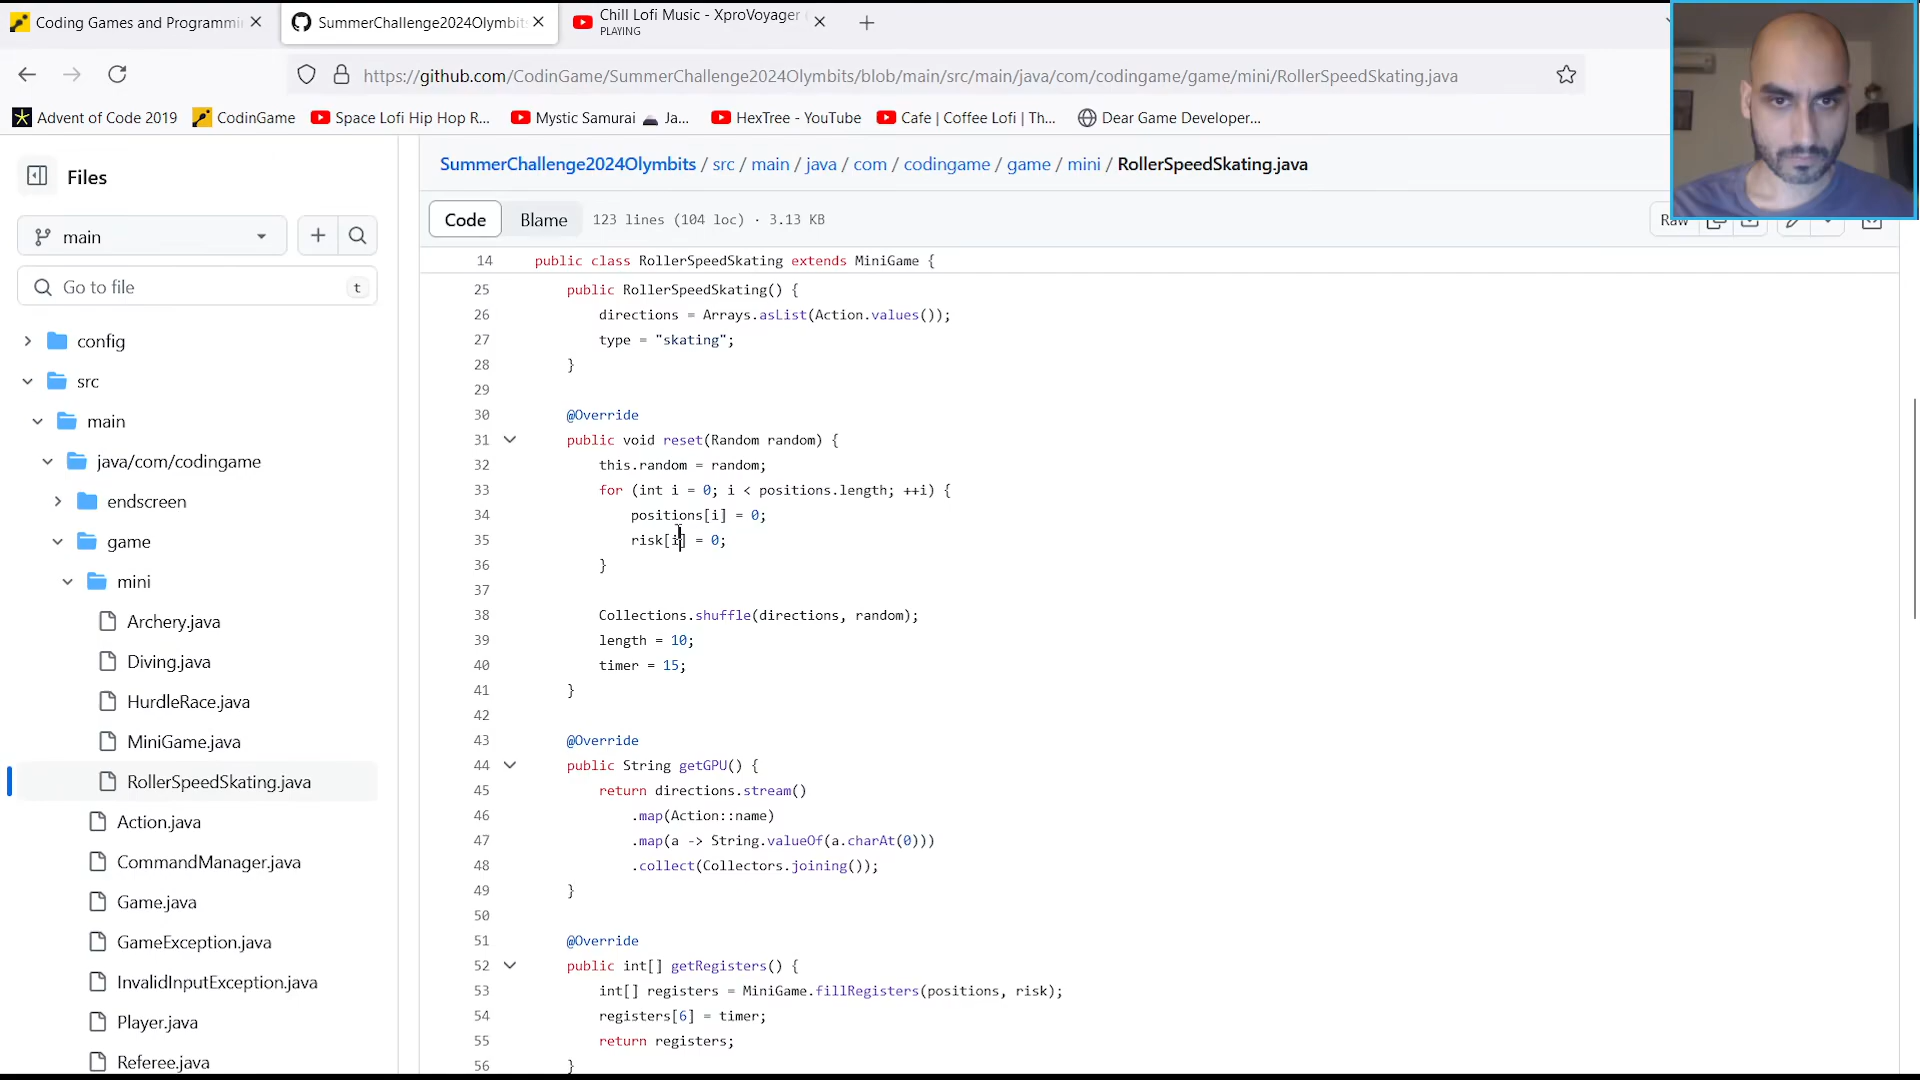 Coding Games and Programmi
SummerChallenge2024Olymbit
Chill Lofi Music - XproVoyager
PLAYING
https://github.com/CodinGame/SummerChallenge2024Olymbits/blob/main/src/main/java/com/codingame/game/mini/RollerSpeedSkating.java
Advent of Code 2019
CodinGame
Space Lofi Hip Hop R...
Mystic Samurai 🗻 Ja...
HexTree - YouTube
Cafe | Coffee Lofi | Th...
Dear Game Developer...
Files
main
Go to file
t
config
src
main
java/com/codingame
endscreen
game
mini
Archery.java
Diving.java
HurdleRace.java
MiniGame.java
RollerSpeedSkating.java
Action.java
CommandManager.java
Game.java
GameException.java
InvalidInputException.java
Player.java
Referee.java
SummerChallenge2024Olymbits / src / main / java / com / codingame / game / mini / RollerSpeedSkating.java
Code
Blame
123 lines (104 loc) · 3.13 KB
Raw
14 public class RollerSpeedSkating extends MiniGame {
25 public RollerSpeedSkating() {
26 directions = Arrays.asList(Action.values());
27 type = "skating";
28 }
29
30 @Override
31 public void reset(Random random) {
32 this.random = random;
33 for (int i = 0; i < positions.length; ++i) {
34 positions[i] = 0;
35 risk[i] = 0;
36 }
37
38 Collections.shuffle(directions, random);
39 length = 10;
40 timer = 15;
41 }
42
43 @Override
44 public String getGPU() {
45 return directions.stream()
46 .map(Action::name)
47 .map(a -> String.valueOf(a.charAt(0)))
48 .collect(Collectors.joining());
49 }
50
51 @Override
52 public int[] getRegisters() {
53 int[] registers = MiniGame.fillRegisters(positions, risk);
54 registers[6] = timer;
55 return registers;
56 }